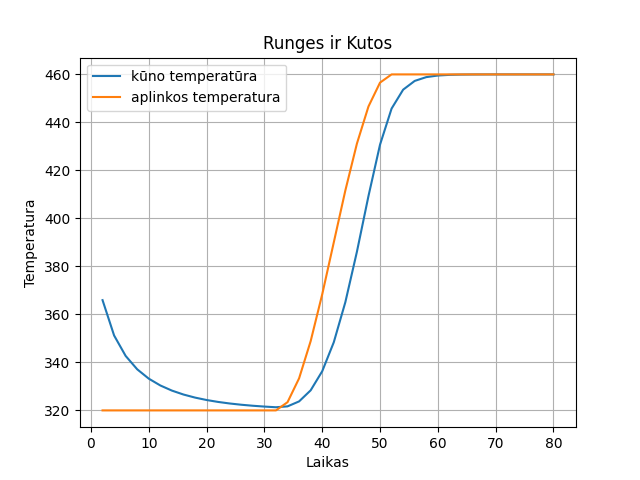 Runges ir Kutos
kūno temperatūra
aplinkos temperatura
460
440
420
400
380
360
340
320
Temperatura
0 10 20 30 40 50 60 70 80
Laikas